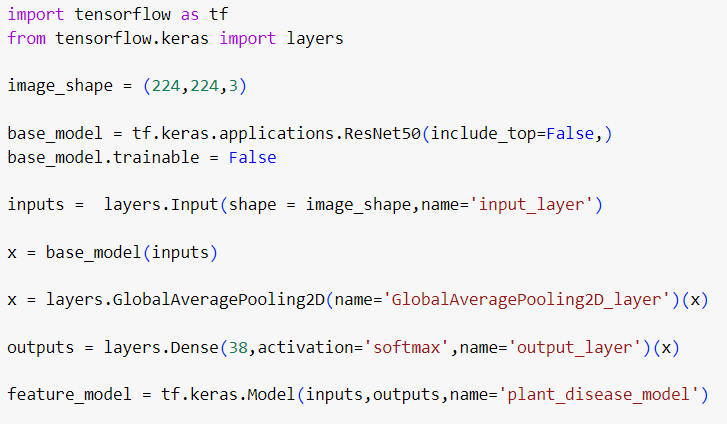 import tensorflow as tf
from tensorflow.keras import layers
image_shape = (224,224,3)
base_model = tf.keras.applications.ResNet50(include_top=False,)
base_model.trainable = False
inputs =  layers.Input(shape = image_shape,name='input_layer')
x = base_model(inputs)
x = layers.GlobalAveragePooling2D(name='GlobalAveragePooling2D_layer')(x)
outputs = layers.Dense(38,activation='softmax',name='output_layer')(x)
feature_model = tf.keras.Model(inputs,outputs,name='plant_disease_model')